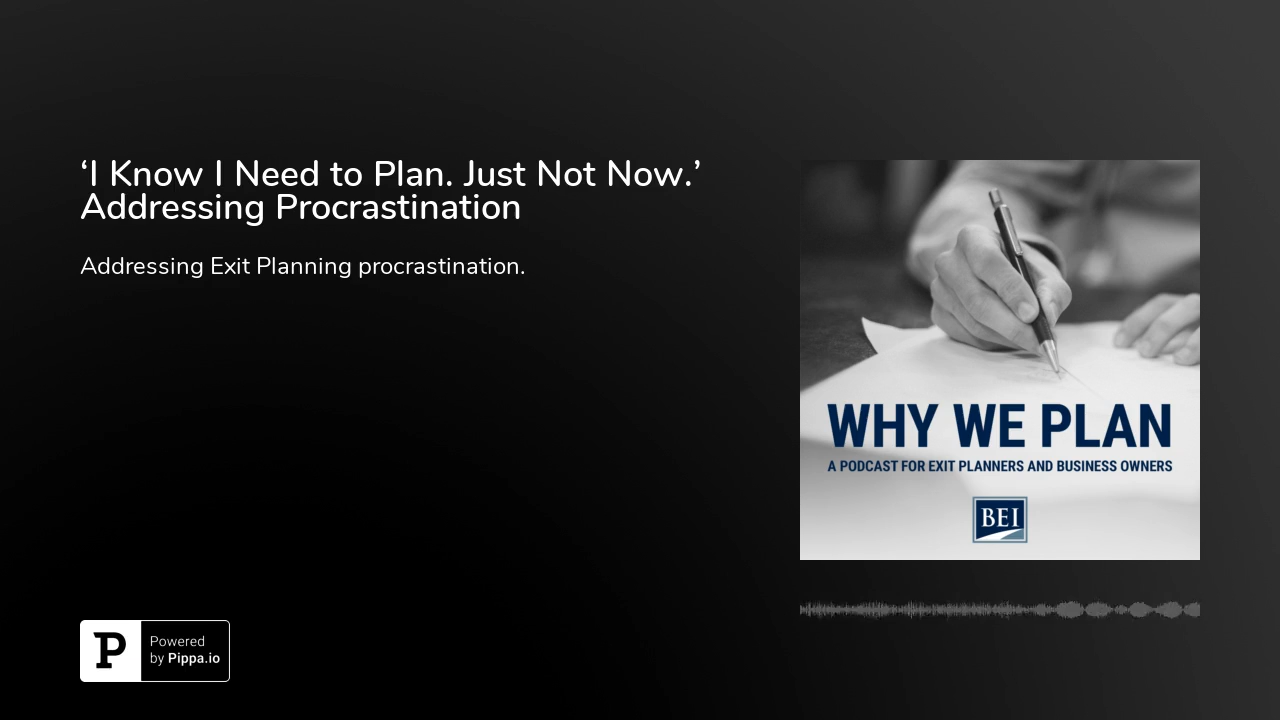 ‘I Know I Need to Plan. Just Not Now.’
Addressing Procrastination
Addressing Exit Planning procrastination.
WHY WE PLAN
A PODCAST FOR EXIT PLANNERS AND BUSINESS OWNERS
BEI
P
Powered
by Pippa.io